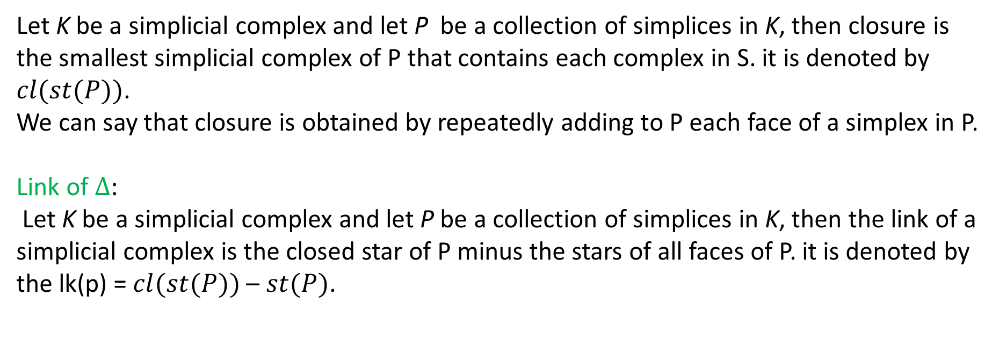 Let K be a simplicial complex and let P be a collection of simplices in K, then closure is
the smallest simplicial complex of P that contains each complex in S. it is denoted by
cl(st(P)).
We can say that closure is obtained by repeatedly adding to P each face of a simplex in P.
Link of Δ:
Let K be a simplicial complex and let P be a collection of simplices in K, then the link of a
simplicial complex is the closed star of P minus the stars of all faces of P. it is denoted by
the lk(p) = cl(st(P)) – st(P).